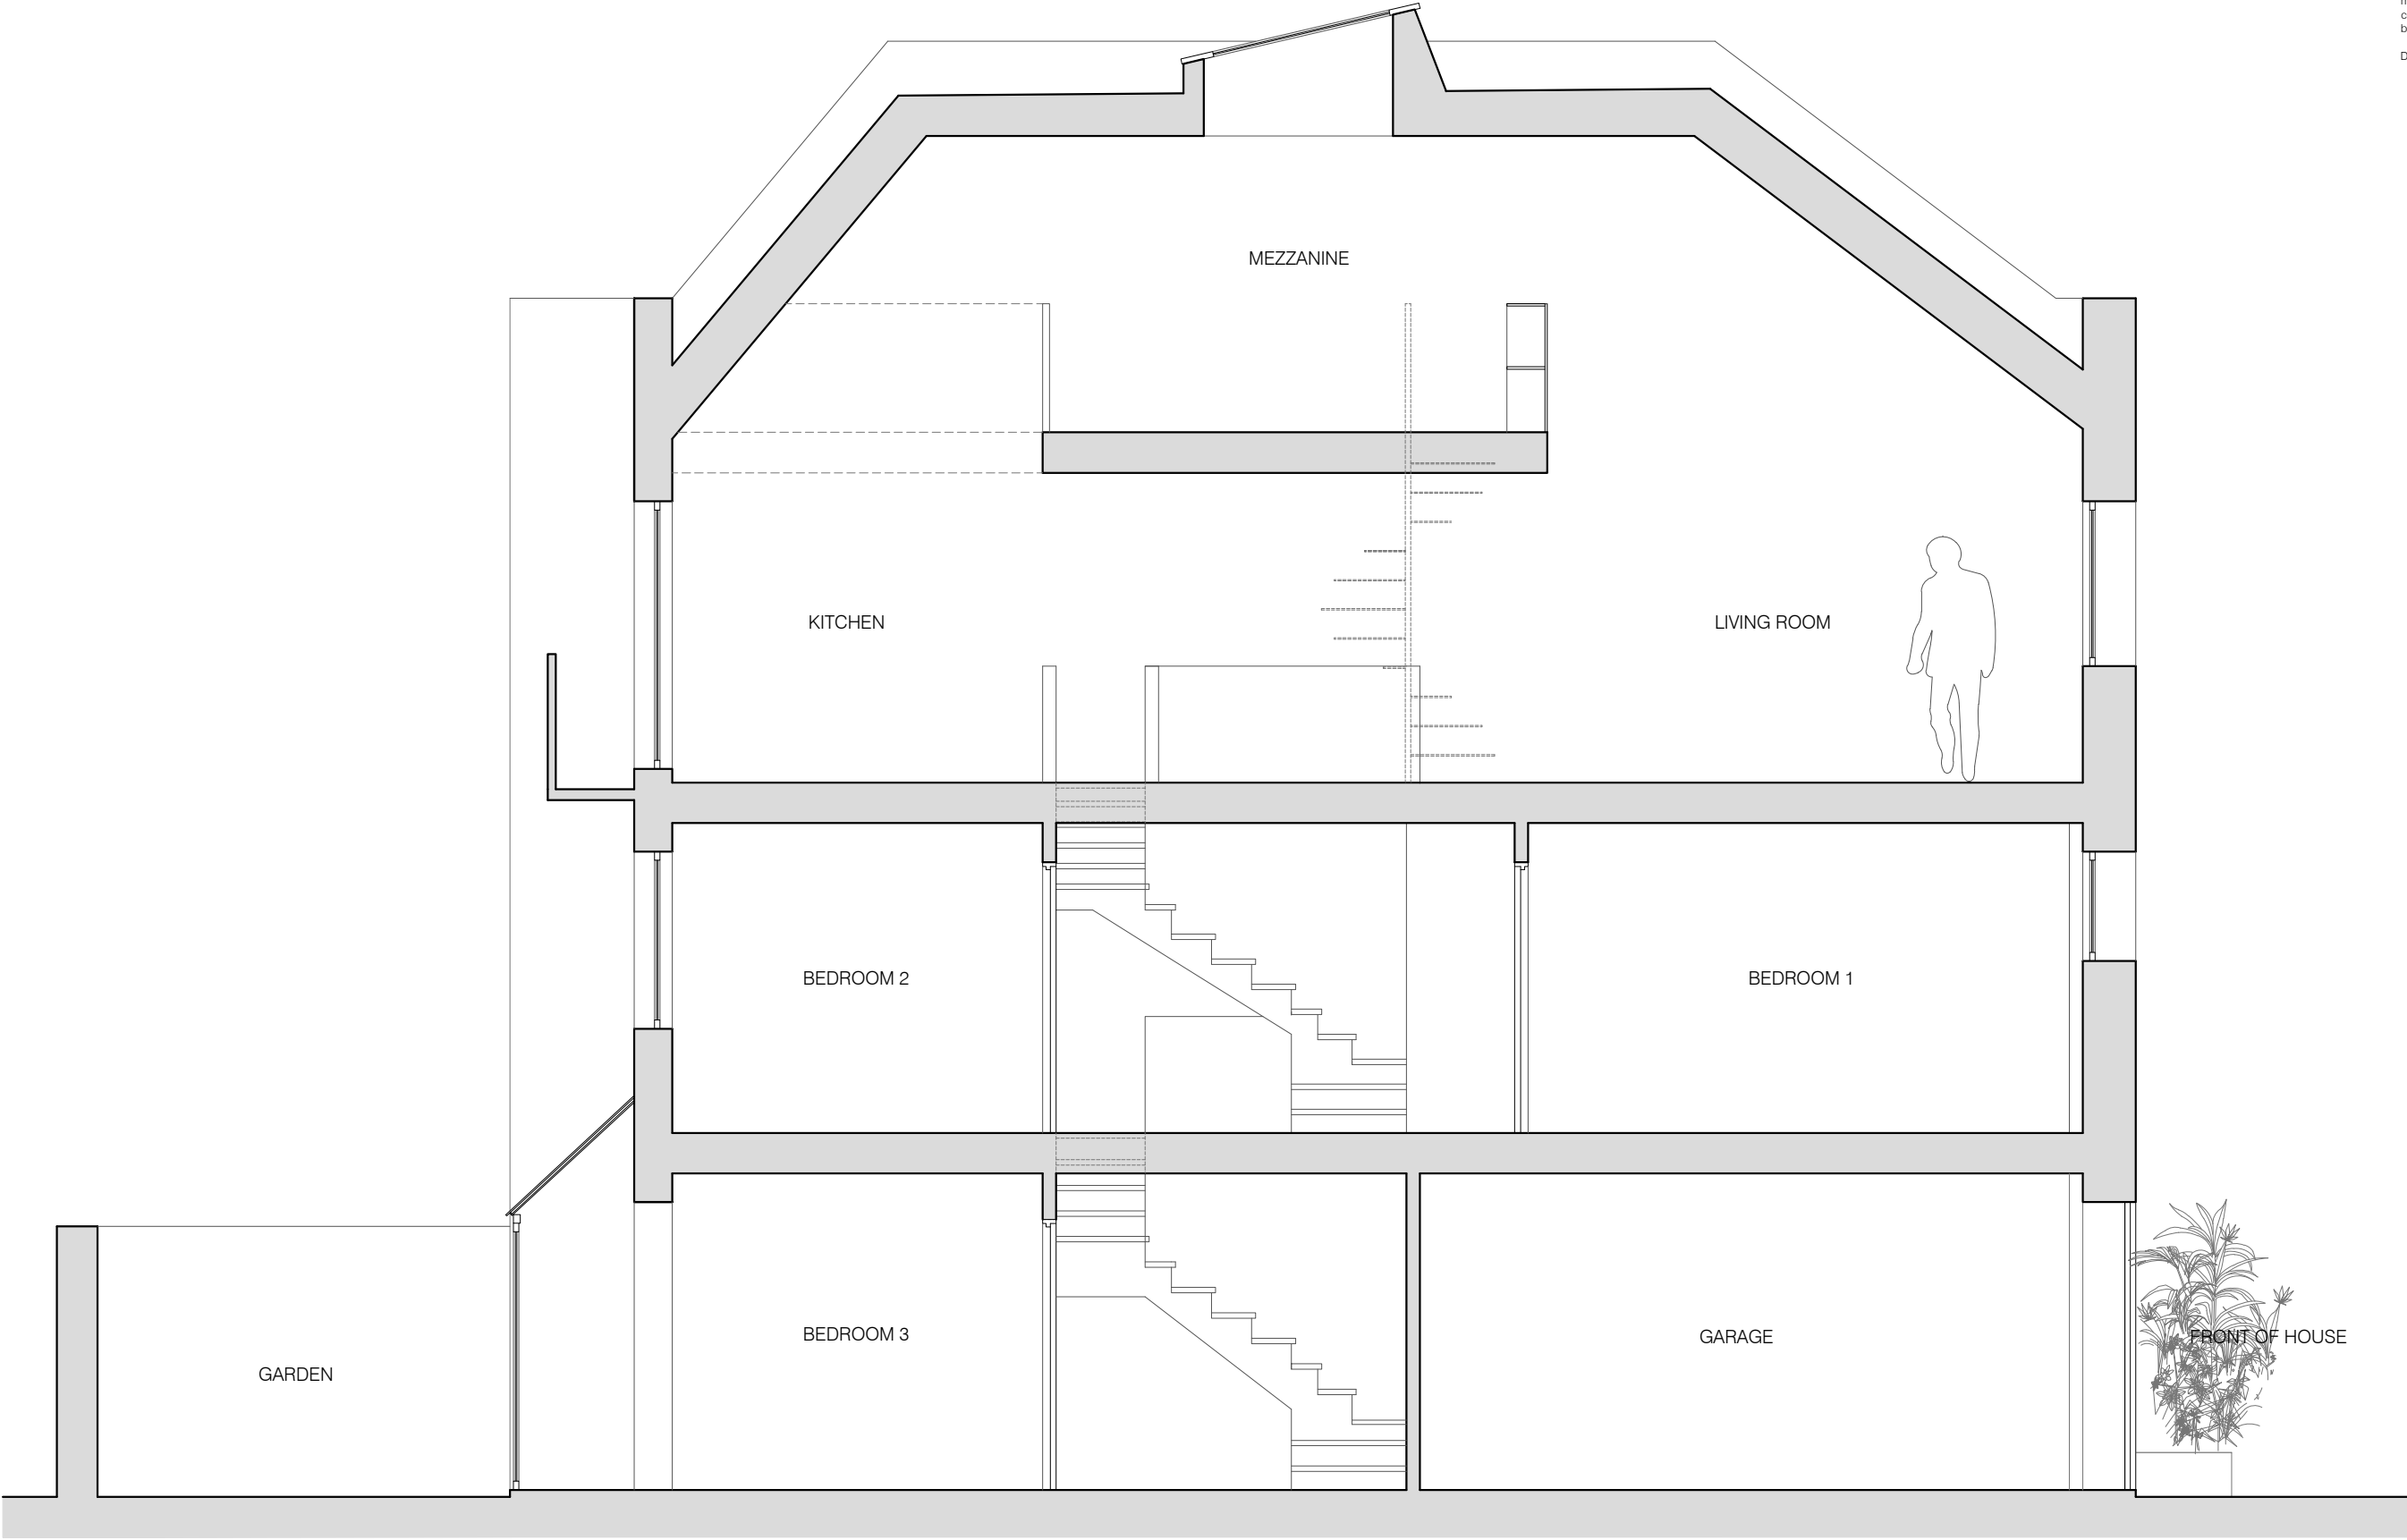 MEZZANINE
KITCHEN
LIVING ROOM
BEDROOM 2
BEDROOM 1
BEDROOM 3
GARAGE
FRONT OF HOUSE
GARDEN